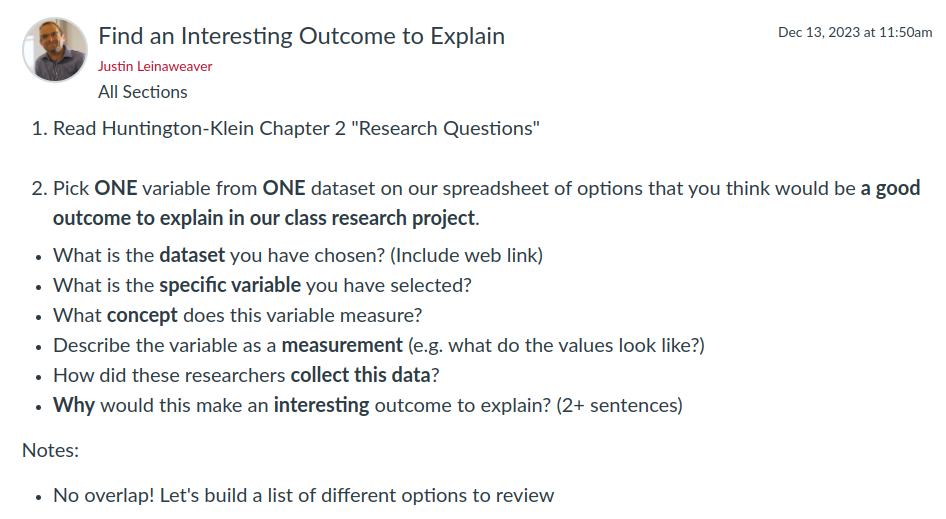 Find an Interesting Outcome to Explain
Dec 13, 2023 at 11:50am
Justin Leinaweaver
All Sections
1. Read Huntington-Klein Chapter 2 "Research Questions"
2. Pick ONE variable from ONE dataset on our spreadsheet of options that you think would be a good
outcome to explain in our class research project.
• What is the dataset you have chosen? (Include web link)
• What is the specific variable you have selected?
• What concept does this variable measure?
• Describe the variable as a measurement (e.g. what do the values look like?)
• How did these researchers collect this data?
• Why would this make an interesting outcome to explain? (2+ sentences)
Notes:
• No overlap! Let's build a list of different options to review